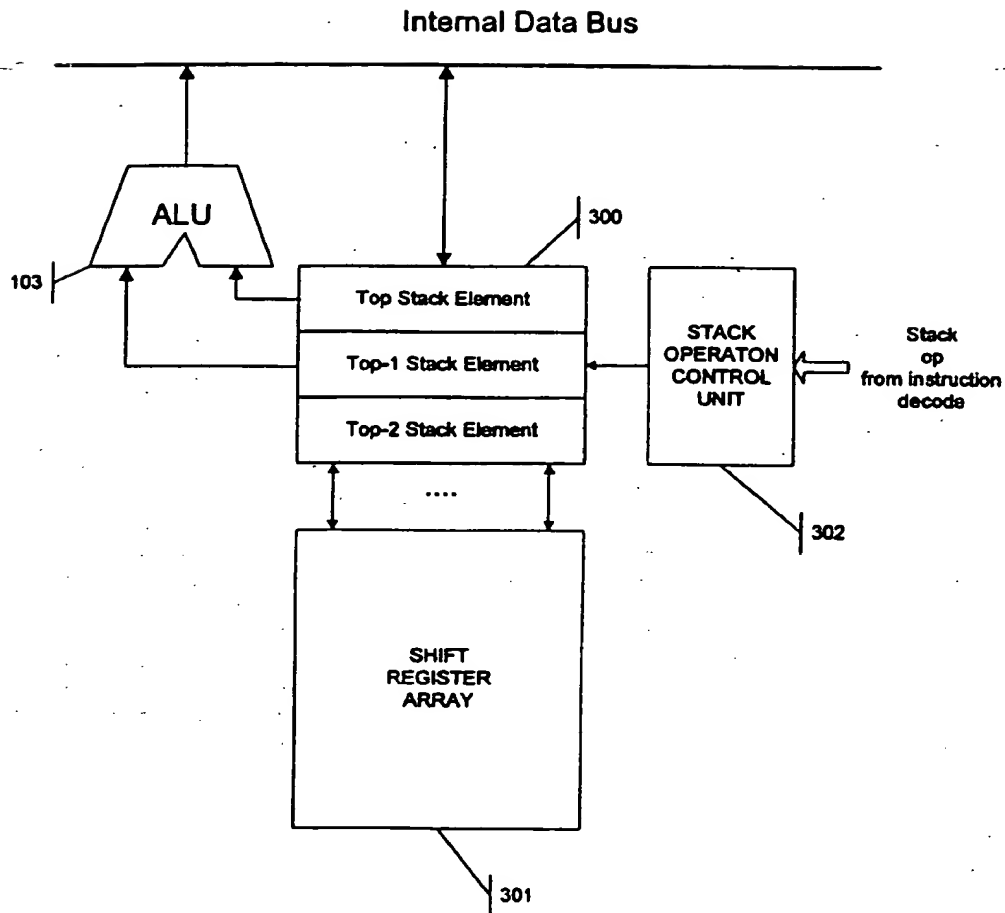 Internal Data Bus
ALU
300
103
Top Stack Element
Top-1 Stack Element
Top-2 Stack Element
STACK
OPERATON
CONTROL
UNIT
Stack
op
from instruction
decode
....
302
SHIFT
REGISTER
ARRAY
301